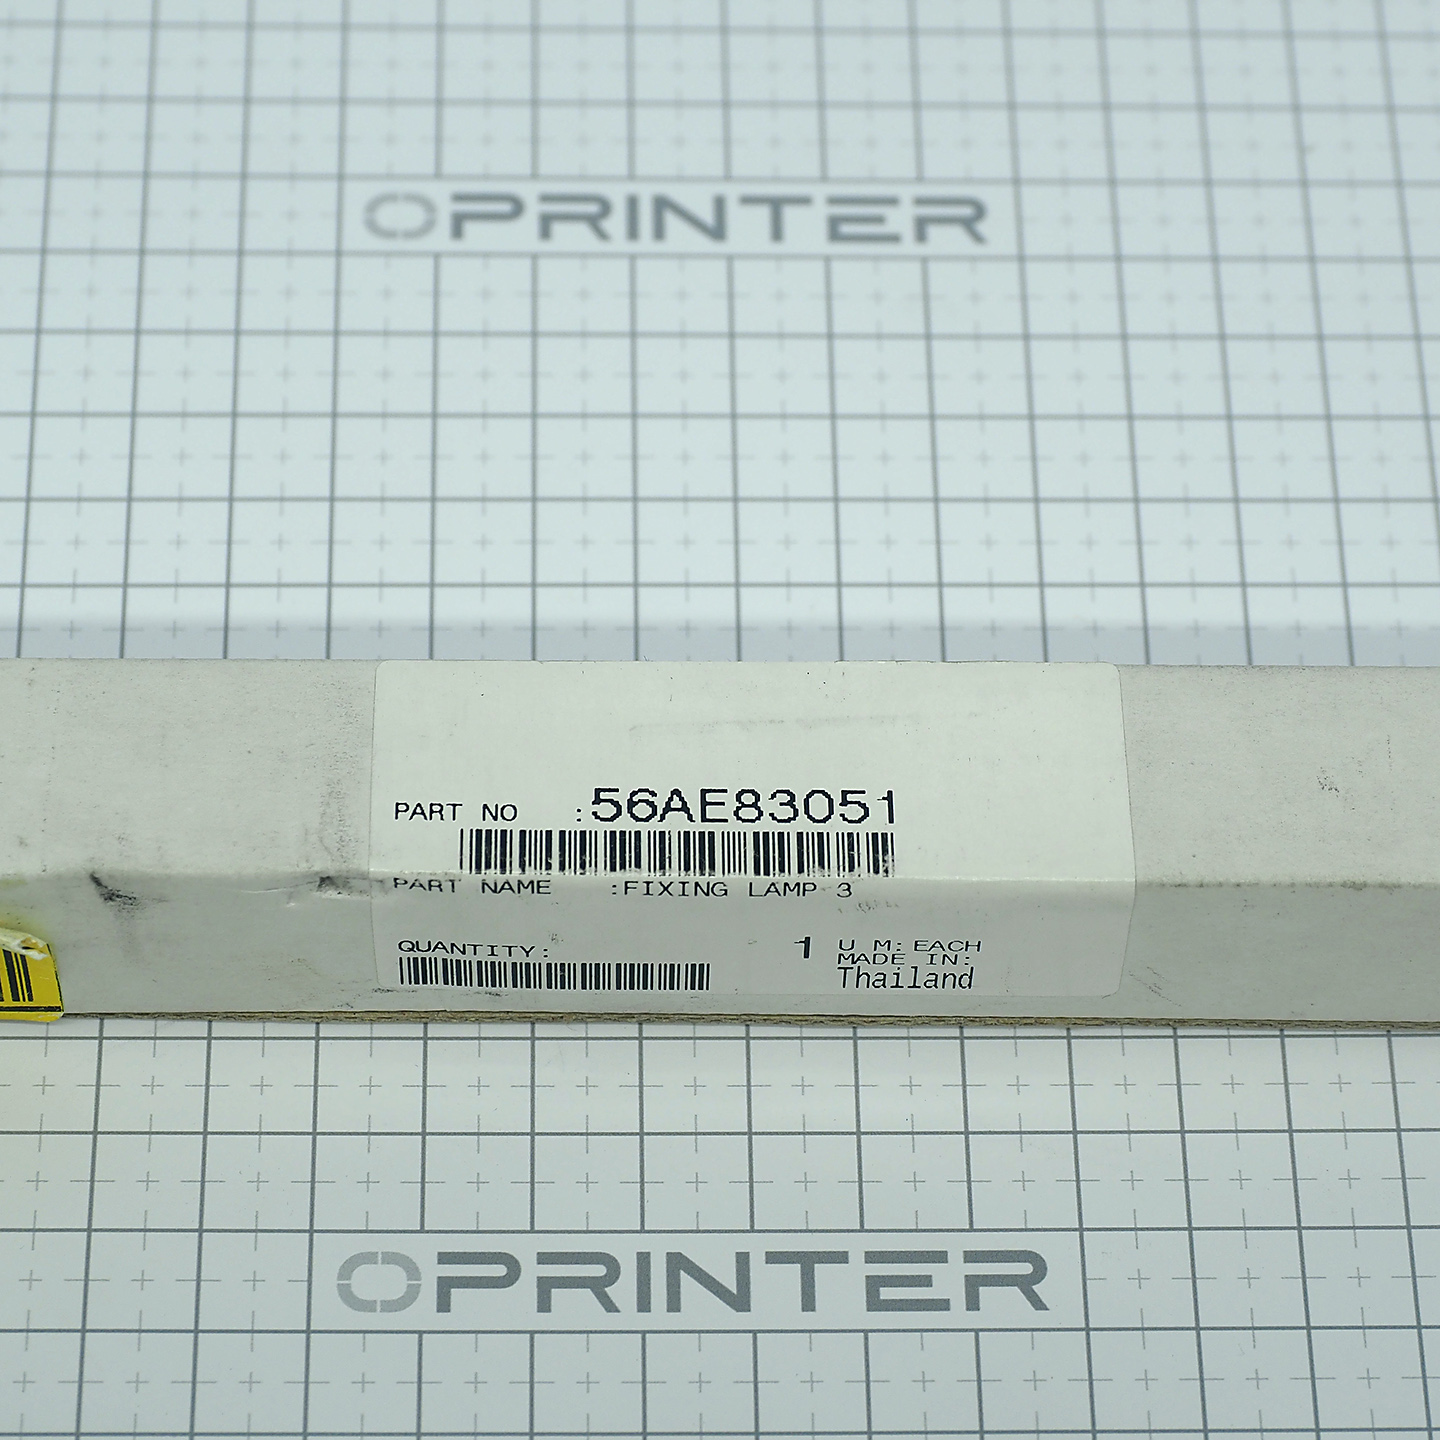 OPRINTER
PART NO :56AE83051
PART NAME :FIXING LAMP 3
QUANTITY: 1 U M: EACH
MADE IN:
Thailand
OPRINTER